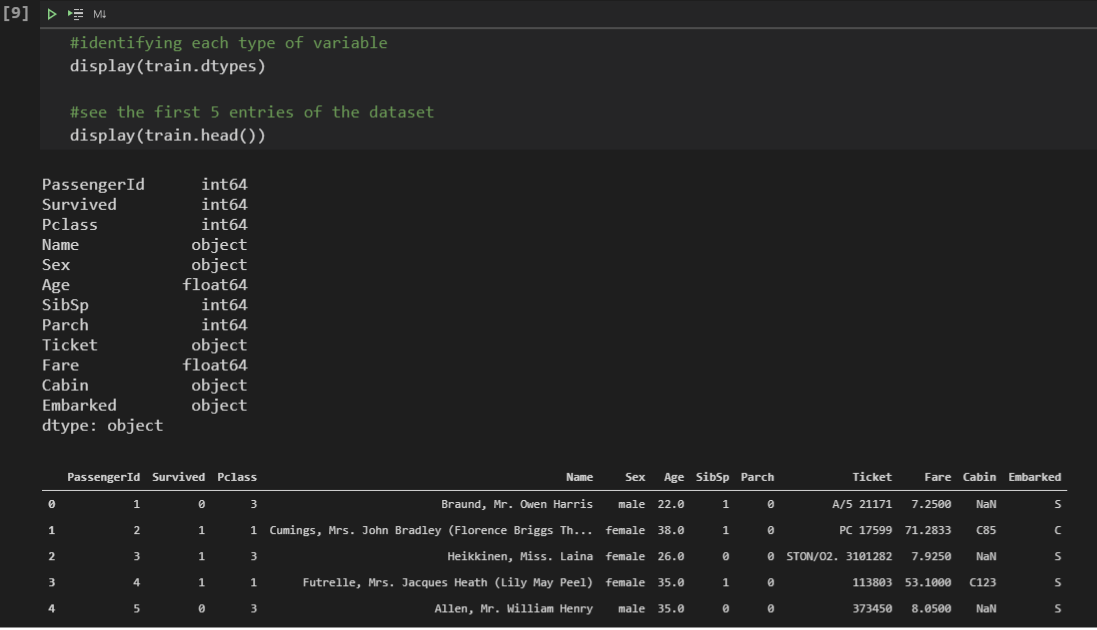 [9] M↓
#identifying each type of variable
display(train.dtypes)
#see the first 5 entries of the dataset
display(train.head())
PassengerId int64
Survived int64
Pclass int64
Name object
Sex object
Age float64
SibSp int64
Parch int64
Ticket object
Fare float64
Cabin object
Embarked object
dtype: object
PassengerId Survived Pclass Name Sex Age SibSp Parch Ticket Fare Cabin Embarked
0 1 0 3 Braund, Mr. Owen Harris male 22.0 1 0 A/5 21171 7.2500 NaN S
1 2 1 1 Cumings, Mrs. John Bradley (Florence Briggs Th... female 38.0 1 0 PC 17599 71.2833 C85 C
2 3 1 3 Heikkinen, Miss. Laina female 26.0 0 0 STON/O2. 3101282 7.9250 NaN S
3 4 1 1 Futrelle, Mrs. Jacques Heath (Lily May Peel) female 35.0 1 0 113803 53.1000 C123 S
4 5 0 3 Allen, Mr. William Henry male 35.0 0 0 373450 8.0500 NaN S